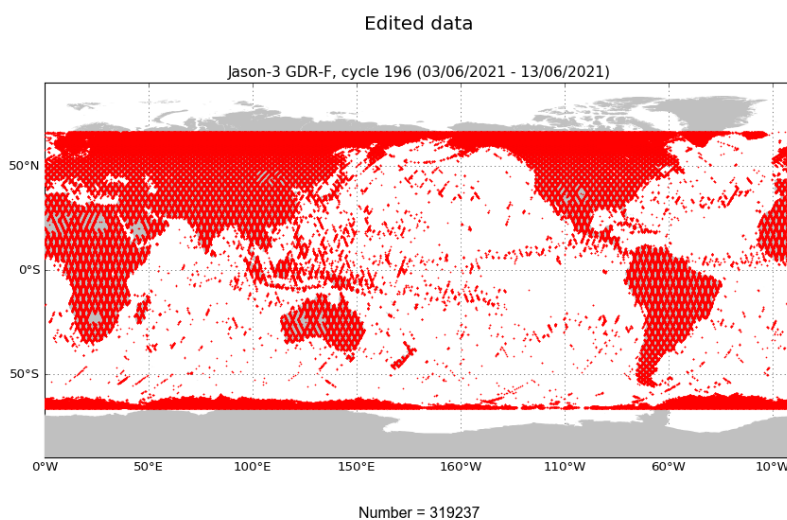 Edited data
Jason-3 GDR-F, cycle 196 (03/06/2021 - 13/06/2021)
50°N
0°S
50°S
0°W 50°E 100°E 150°E 160°W 110°W 60°W 10°W
Number = 319237